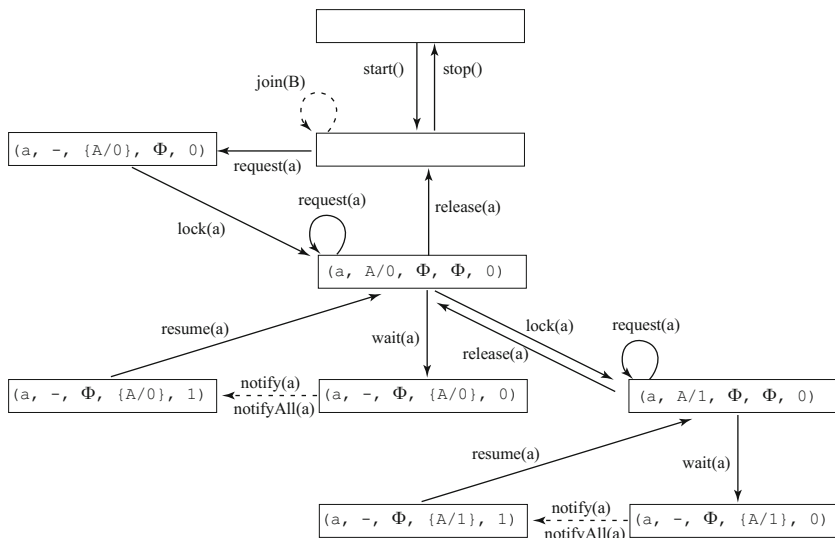 start()
stop()
join(B)
(a, -, {A/0}, Φ, 0)
request(a)
request(a)
release(a)
lock(a)
(a, A/0, Φ, Φ, 0)
resume(a)
wait(a)
lock(a)
release(a)
request(a)
(a, -, Φ, {A/0}, 1)
notify(a)
notifyAll(a)
(a, -, Φ, {A/0}, 0)
(a, A/1, Φ, Φ, 0)
resume(a)
wait(a)
(a, -, Φ, {A/1}, 1)
notify(a)
notifyAll(a)
(a, -, Φ, {A/1}, 0)